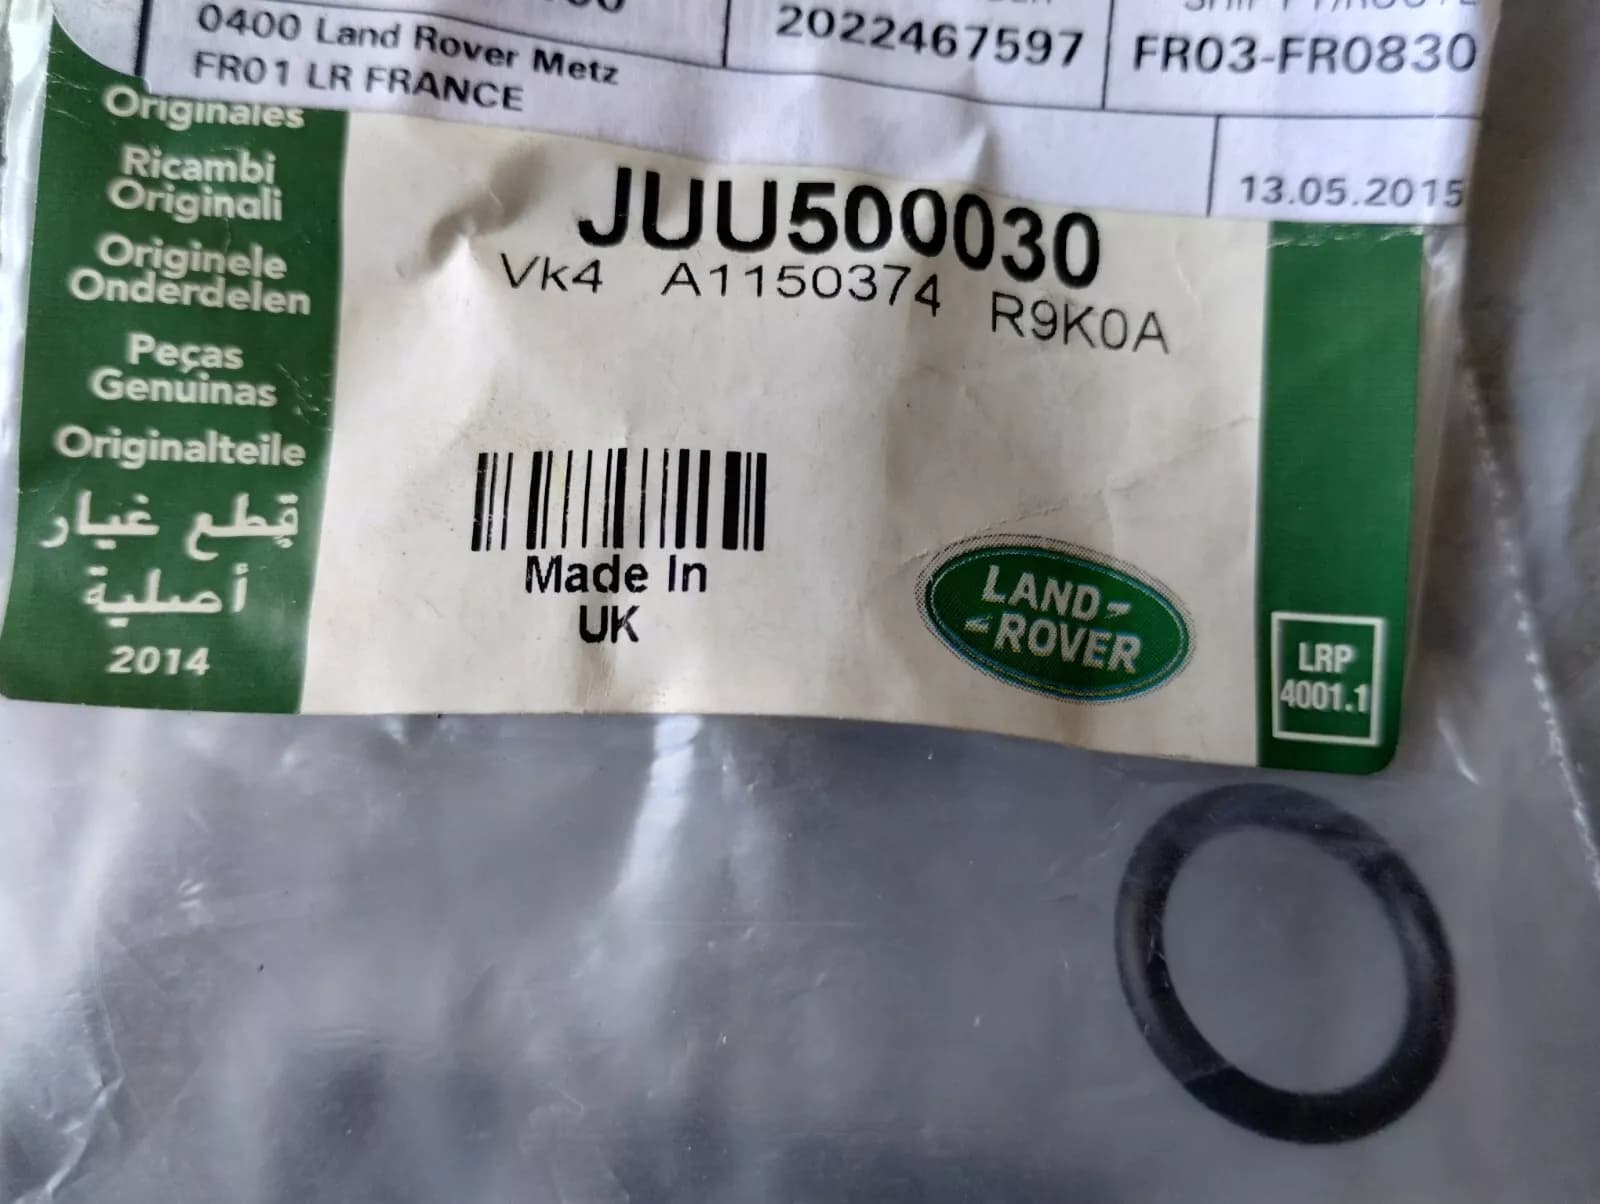 0400 Land Rover Metz
FR01 LR FRANCE
2022467597
FR03-FR0830
13.05.2015
Originales
Ricambi
Originali
Originele
Onderdelen
Peças
Genuinas
Originalteile
قطع غيار
أصلية
2014
JUU500030
Vk4 A1150374 R9K0A
Made In
UK
LAND-
-ROVER
LRP
4001.1